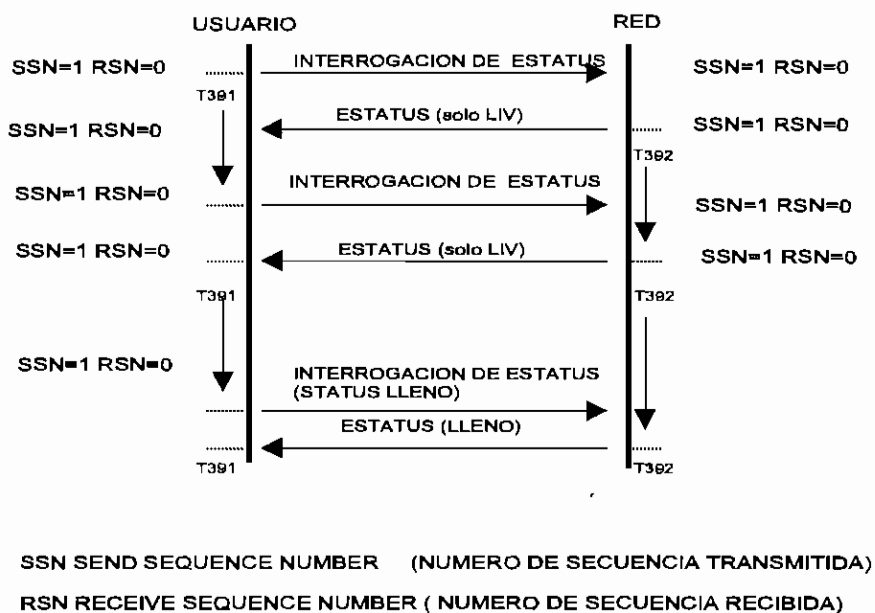 USUARIO RED
SSN=1 RSN=0 INTERROGACION DE ESTATUS SSN=1 RSN=0
T391
SSN=1 RSN=0 ESTATUS (solo LIV) SSN=1 RSN=0
T392
SSN=1 RSN=0 INTERROGACION DE ESTATUS SSN=1 RSN=0
SSN=1 RSN=0 ESTATUS (solo LIV) SSN=1 RSN=0
T391 T392
SSN=1 RSN=0 INTERROGACION DE ESTATUS
(STATUS LLENO)
ESTATUS (LLENO)
T391 T392
SSN SEND SEQUENCE NUMBER (NUMERO DE SECUENCIA TRANSMITIDA)
RSN RECEIVE SEQUENCE NUMBER ( NUMERO DE SECUENCIA RECIBIDA)